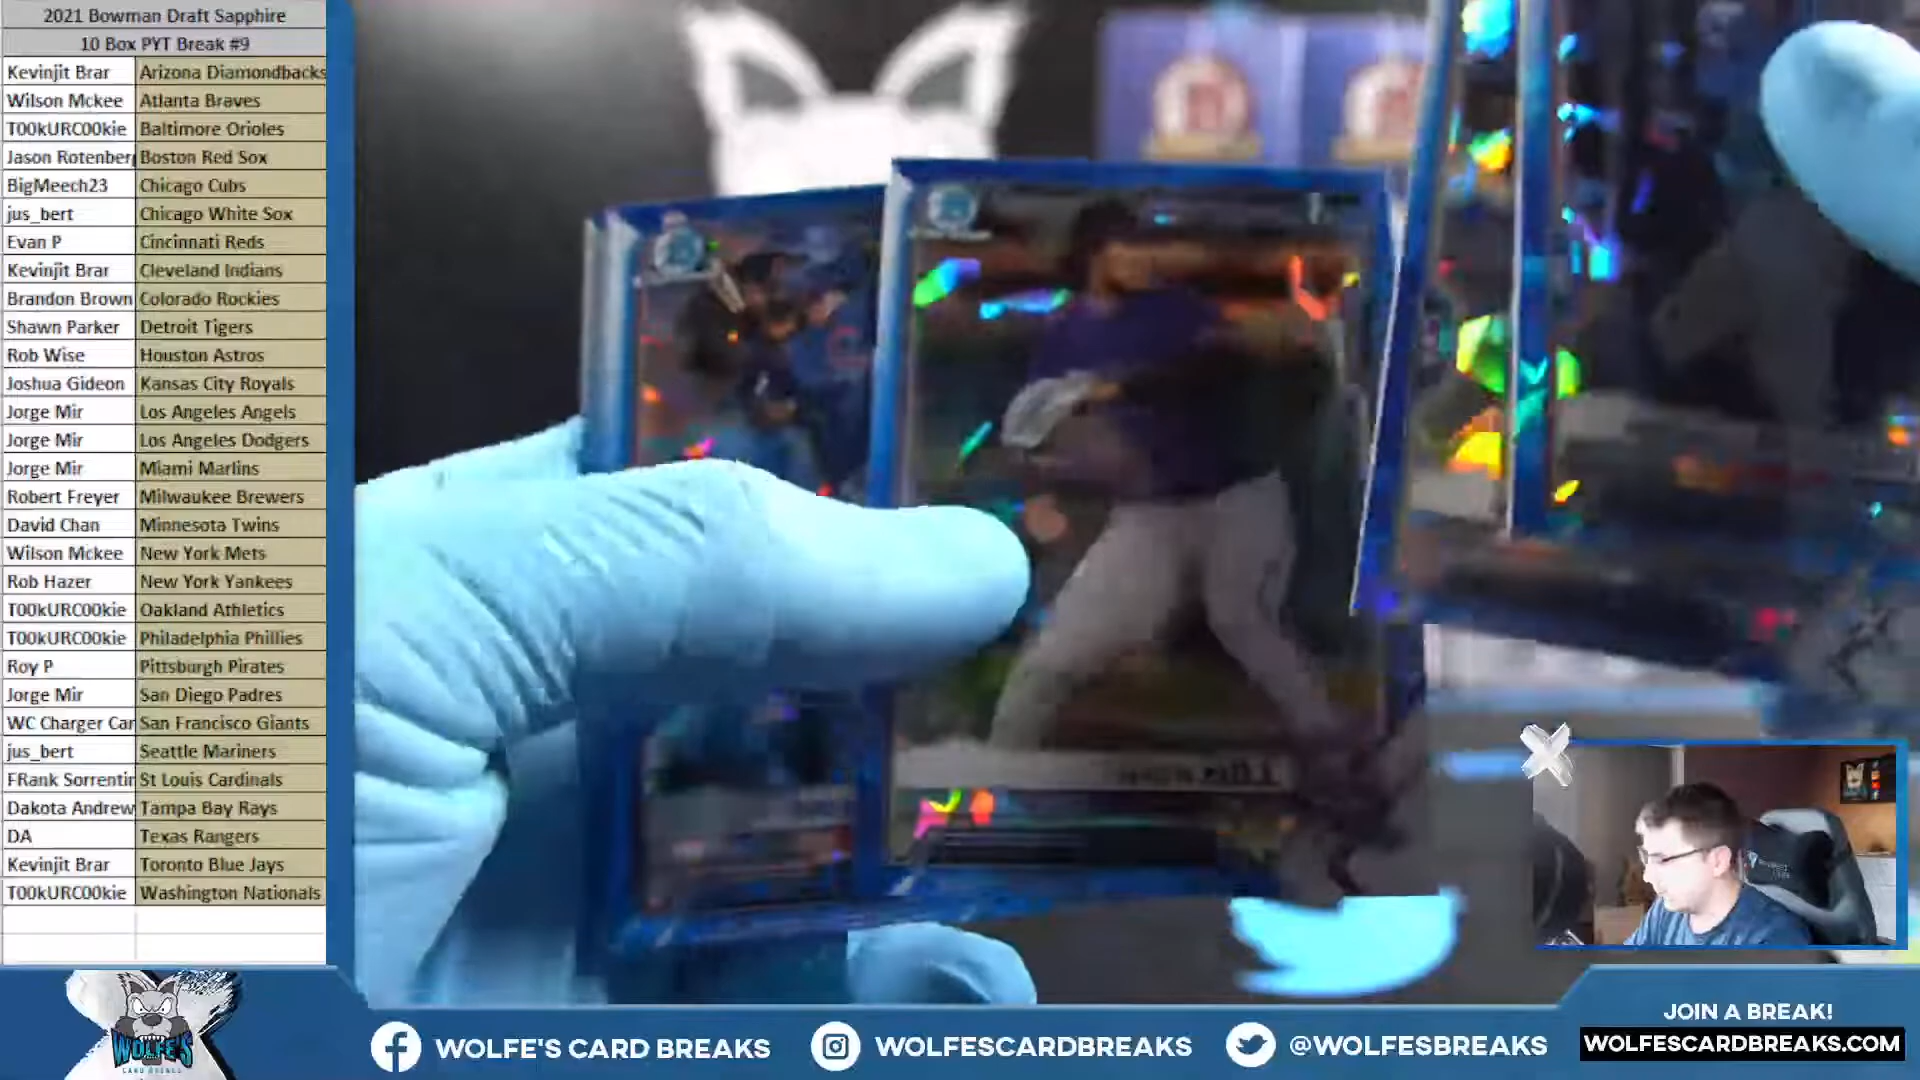 2021 Bowman Draft Sapphire
10 Box PYT Break #9
Kevinjit Brar Arizona Diamondbacks
Wilson Mckee Atlanta Braves
T00kURC00kie Baltimore Orioles
Jason Rotenberg Boston Red Sox
BigMeech23 Chicago Cubs
jus_bert Chicago White Sox
Evan P Cincinnati Reds
Kevinjit Brar Cleveland Indians
Brandon Brown Colorado Rockies
Shawn Parker Detroit Tigers
Rob Wise Houston Astros
Joshua Gideon Kansas City Royals
Jorge Mir Los Angeles Angels
Jorge Mir Los Angeles Dodgers
Jorge Mir Miami Marlins
Robert Freyer Milwaukee Brewers
David Chan Minnesota Twins
Wilson Mckee New York Mets
Rob Hazer New York Yankees
T00kURC00kie Oakland Athletics
T00kURC00kie Philadelphia Phillies
Roy P Pittsburgh Pirates
Jorge Mir San Diego Padres
WC Charger Car San Francisco Giants
jus_bert Seattle Mariners
FRank Sorrentin St Louis Cardinals
Dakota Andrew Tampa Bay Rays
DA Texas Rangers
Kevinjit Brar Toronto Blue Jays
T00kURC00kie Washington Nationals
WOLFE'S
CARD BREAKS
WOLFE'S CARD BREAKS
WOLFESCARDBREAKS
@WOLFESBREAKS
JOIN A BREAK!
WOLFESCARDBREAKS.COM